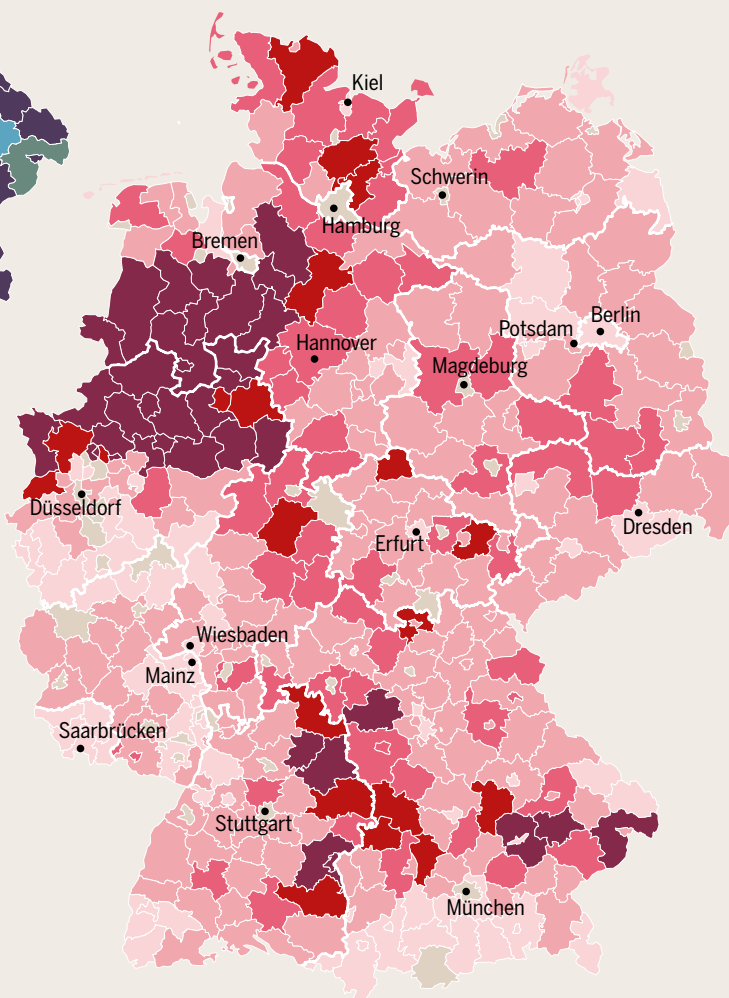 Kiel
Schwerin
Hamburg
Bremen
Berlin
Potsdam
Hannover
Magdeburg
Düsseldorf
Dresden
Erfurt
Wiesbaden
Mainz
Saarbrücken
Stuttgart
München